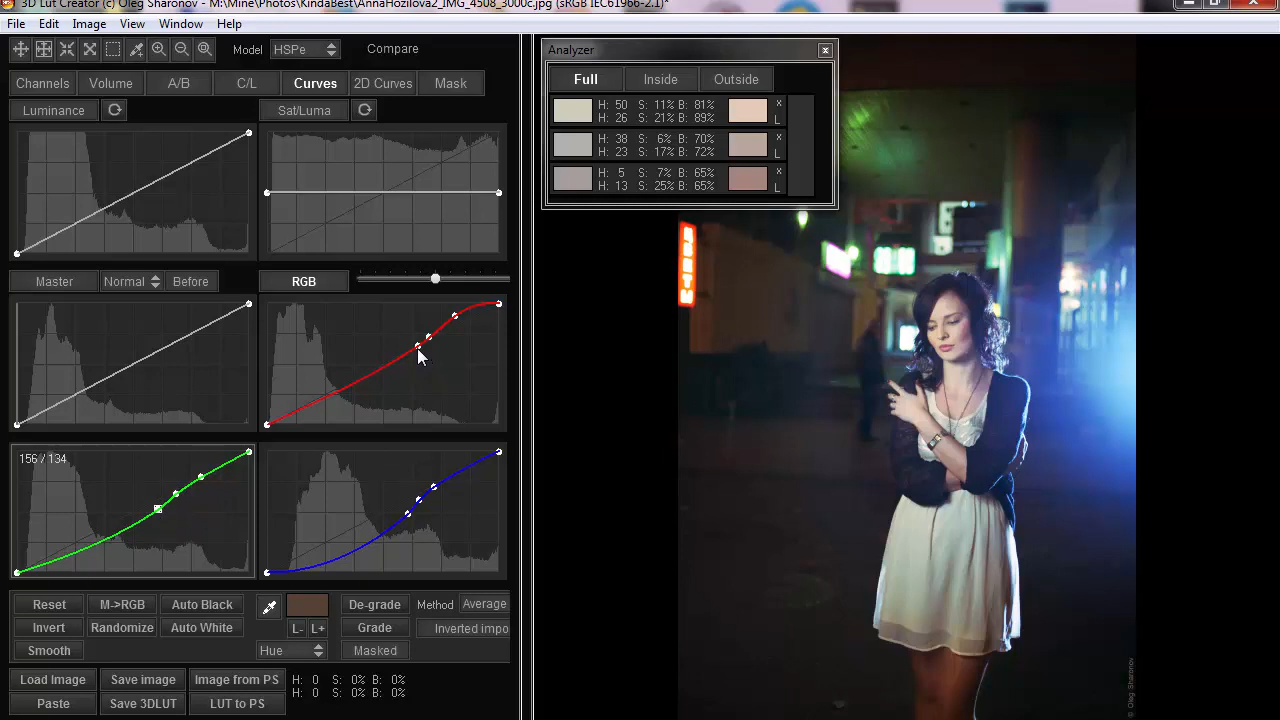 3D Lut Creator (c) Oleg Sharonov - M:\Mine\Photos\KindaBest\AnnaHozilova2_IMG_4508_3000c.jpg (sRGB IEC61966-2.1)*
File Edit Image View Window Help
Model HSPe Compare
Channels Volume A/B C/L Curves 2D Curves Mask
Luminance Sat/Luma
Master Normal Before RGB
156 / 134
Reset M->RGB Auto Black De-grade Method Average
Invert Randomize Auto White L- L+ Grade Inverted impo
Smooth Hue Masked
Load Image Save image Image from PS H: 0 S: 0% B: 0%
Paste Save 3DLUT LUT to PS H: 0 S: 0% B: 0%
Analyzer x
Full Inside Outside
H: 50 S: 11% B: 81% x
H: 26 S: 21% B: 89% L
H: 38 S: 6% B: 70% x
H: 23 S: 17% B: 72% L
H: 5 S: 7% B: 65% x
H: 13 S: 25% B: 65% L
© Oleg Sharonov